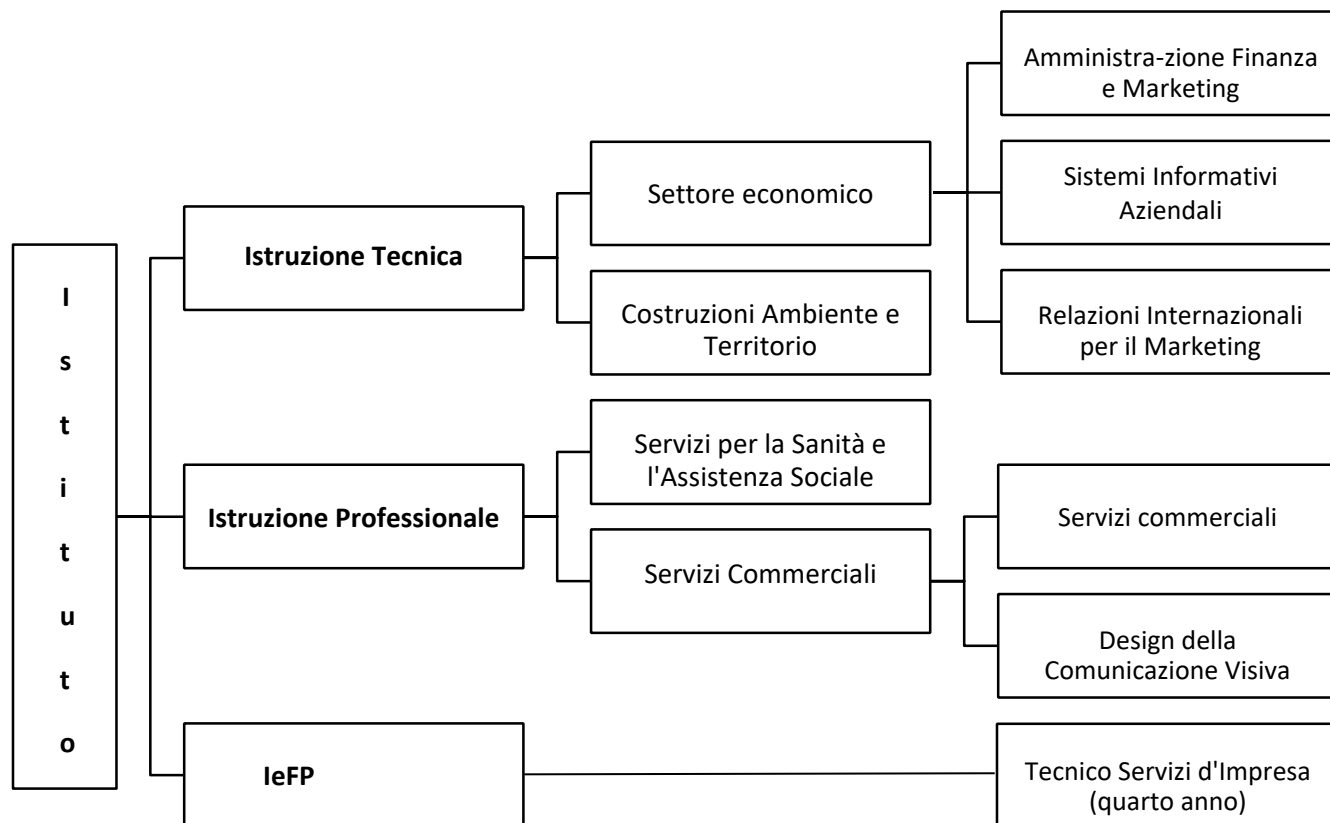 Istituto
Istruzione Tecnica
Settore economico
Amministra-zione Finanza
e Marketing
Sistemi Informativi
Aziendali
Relazioni Internazionali
per il Marketing
Costruzioni Ambiente e
Territorio
Istruzione Professionale
Servizi per la Sanità e
l'Assistenza Sociale
Servizi Commerciali
Servizi commerciali
Design della
Comunicazione Visiva
IeFP
Tecnico Servizi d'Impresa
(quarto anno)